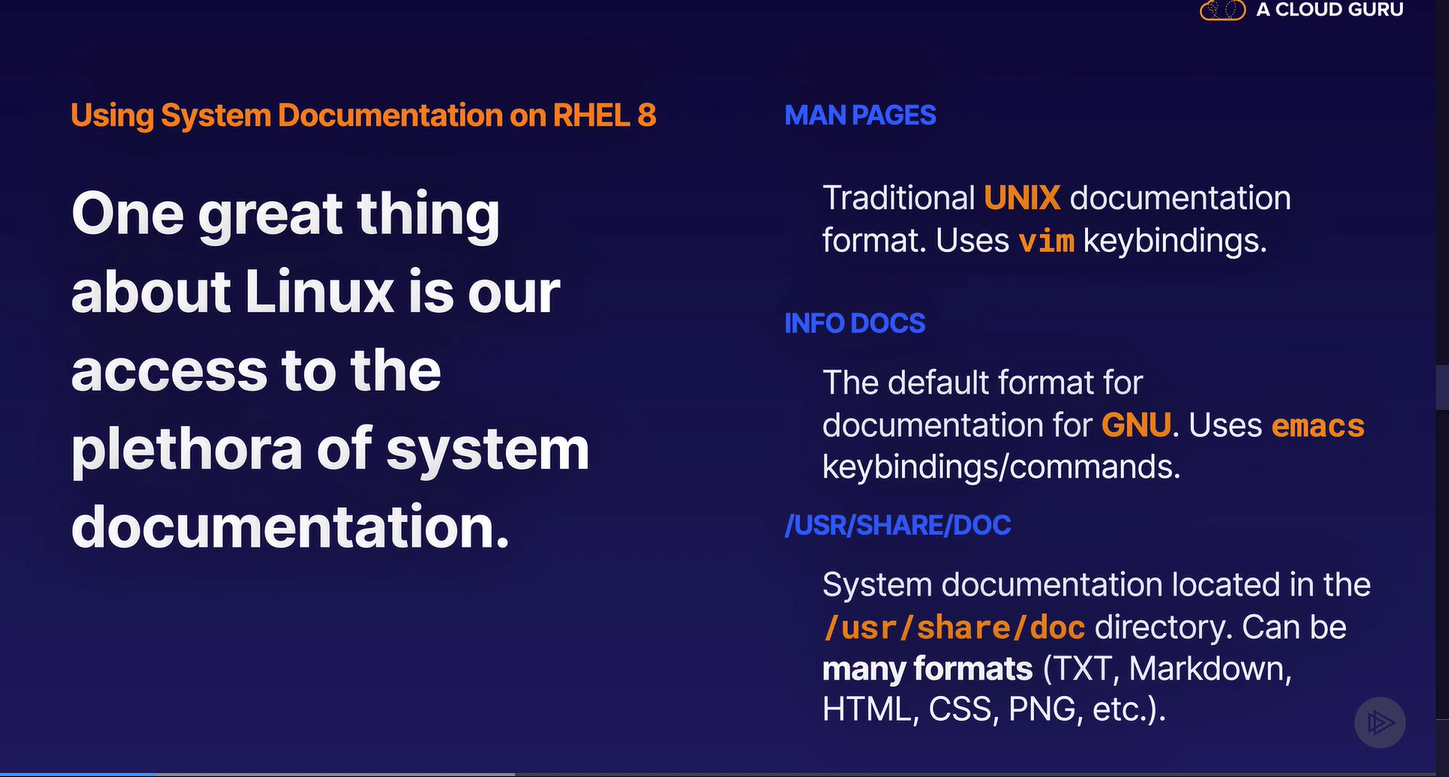 A CLOUD GURU
Using System Documentation on RHEL 8
One great thing
about Linux is our
access to the
plethora of system
documentation.
MAN PAGES
Traditional UNIX documentation
format. Uses vim keybindings.
INFO DOCS
The default format for
documentation for GNU. Uses emacs
keybindings/commands.
/USR/SHARE/DOC
System documentation located in the
/usr/share/doc directory. Can be
many formats (TXT, Markdown,
HTML, CSS, PNG, etc.).